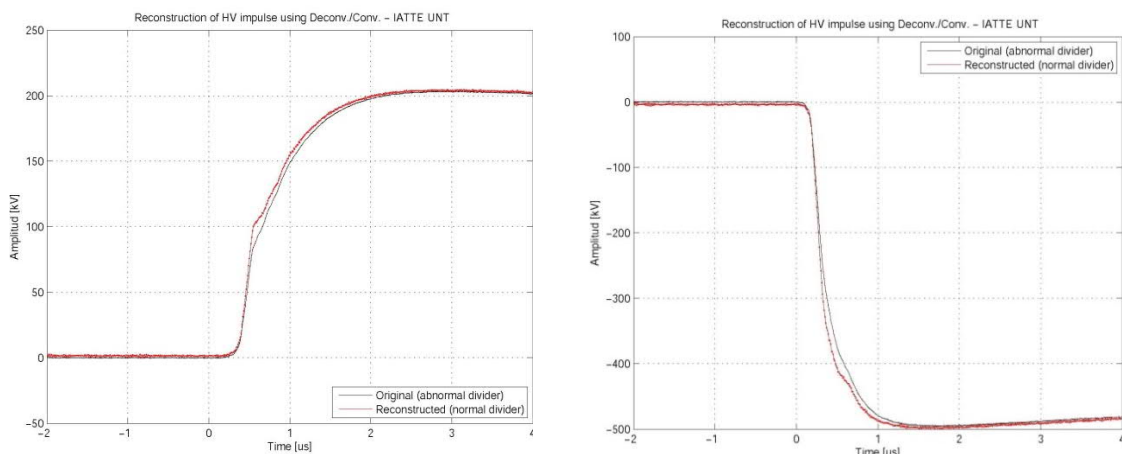 Reconstruction of HV impulse using Deconv./Conv. – IATTE UNT
250
200
150
100
50
0
−50
Amplitud [kV]
−2
−1
0
1
2
3
4
Time [us]
Original (abnormal divider)
Reconstructed (normal divider)
Reconstruction of HV impulse using Deconv./Conv. – IATTE UNT
100
0
−100
−200
−300
−400
−500
Amplitud [kV]
−2
−1
0
1
2
3
4
Time [us]
Original (abnormal divider)
Reconstructed (normal divider)